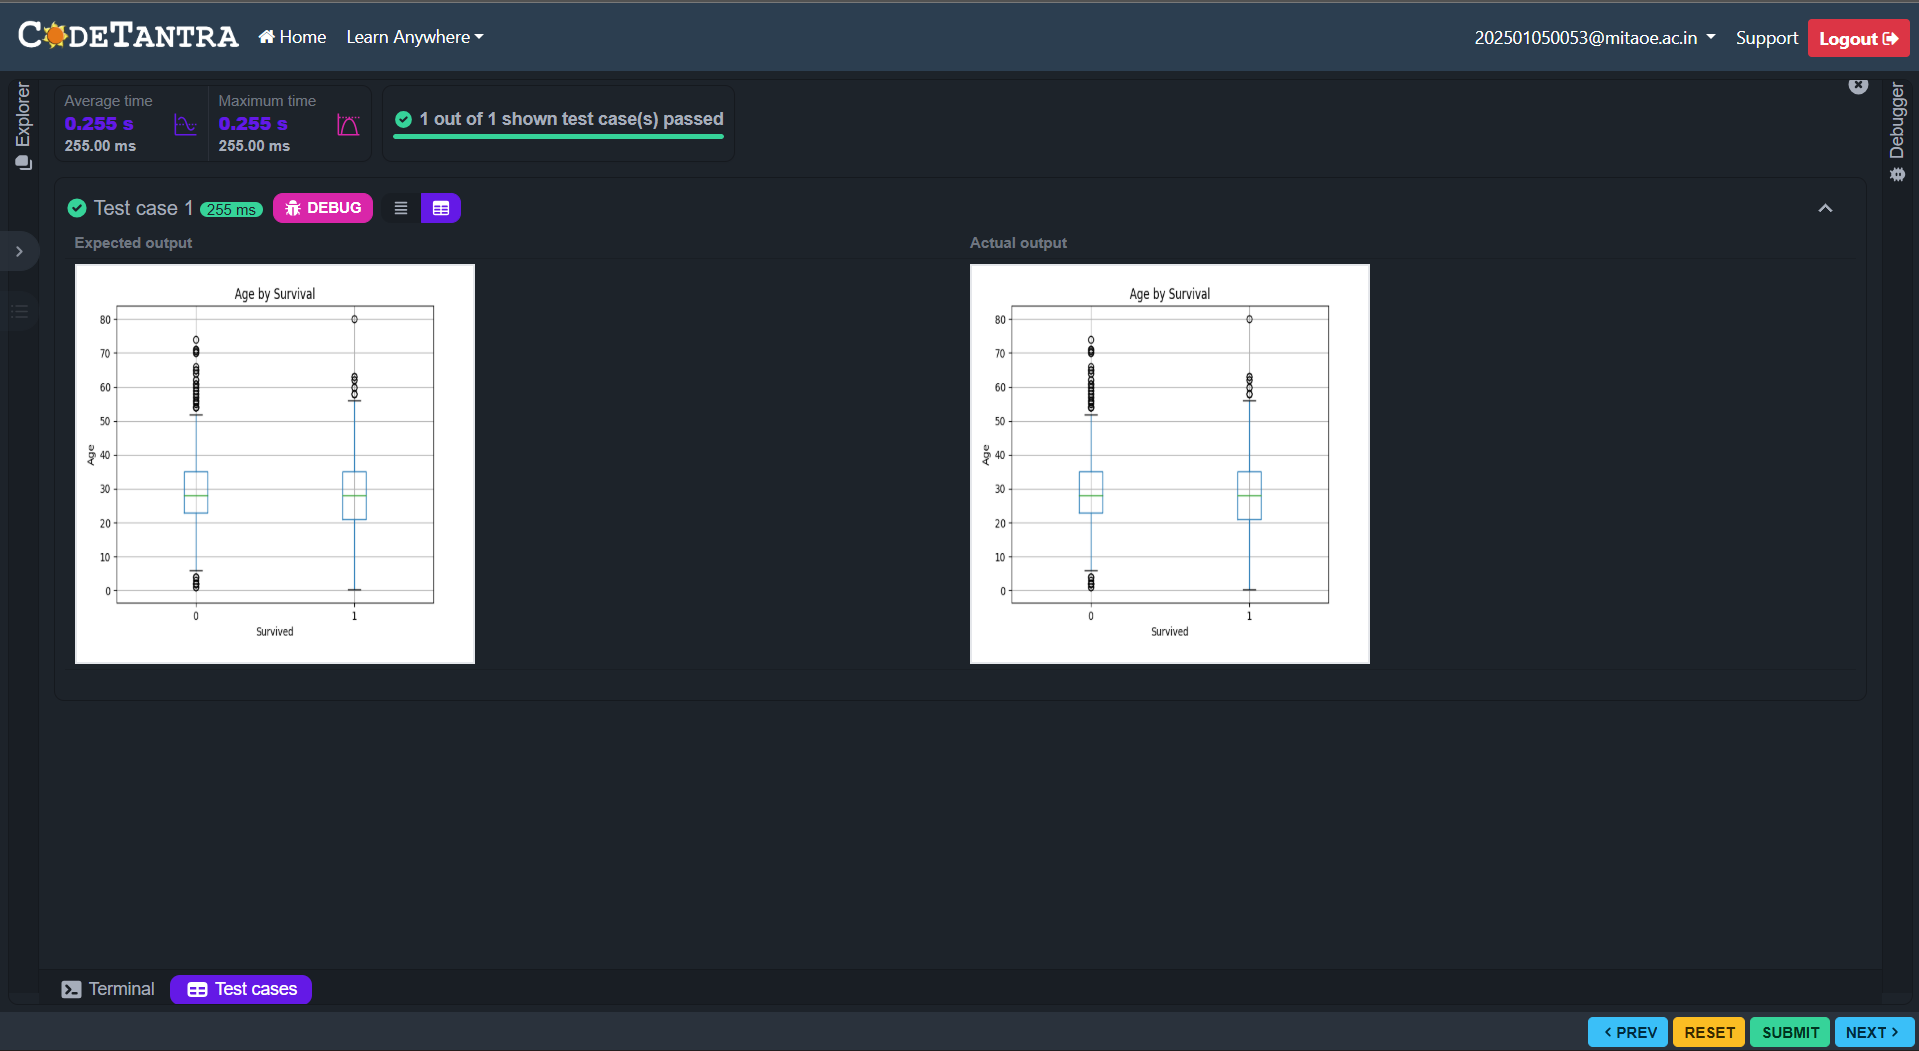 CODETANTRA Home Learn Anywhere 202501050053@mitaoe.ac.in Support Logout
Explorer
Debugger
Average time Maximum time
0.255 s 0.255 s
255.00 ms 255.00 ms
1 out of 1 shown test case(s) passed
Test case 1 255 ms DEBUG
Expected output Actual output
Age by Survival
80
70
60
50
40
30
20
10
0
Age
0 1
Survived
Age by Survival
80
70
60
50
40
30
20
10
0
Age
0 1
Survived
Terminal Test cases
PREV RESET SUBMIT NEXT